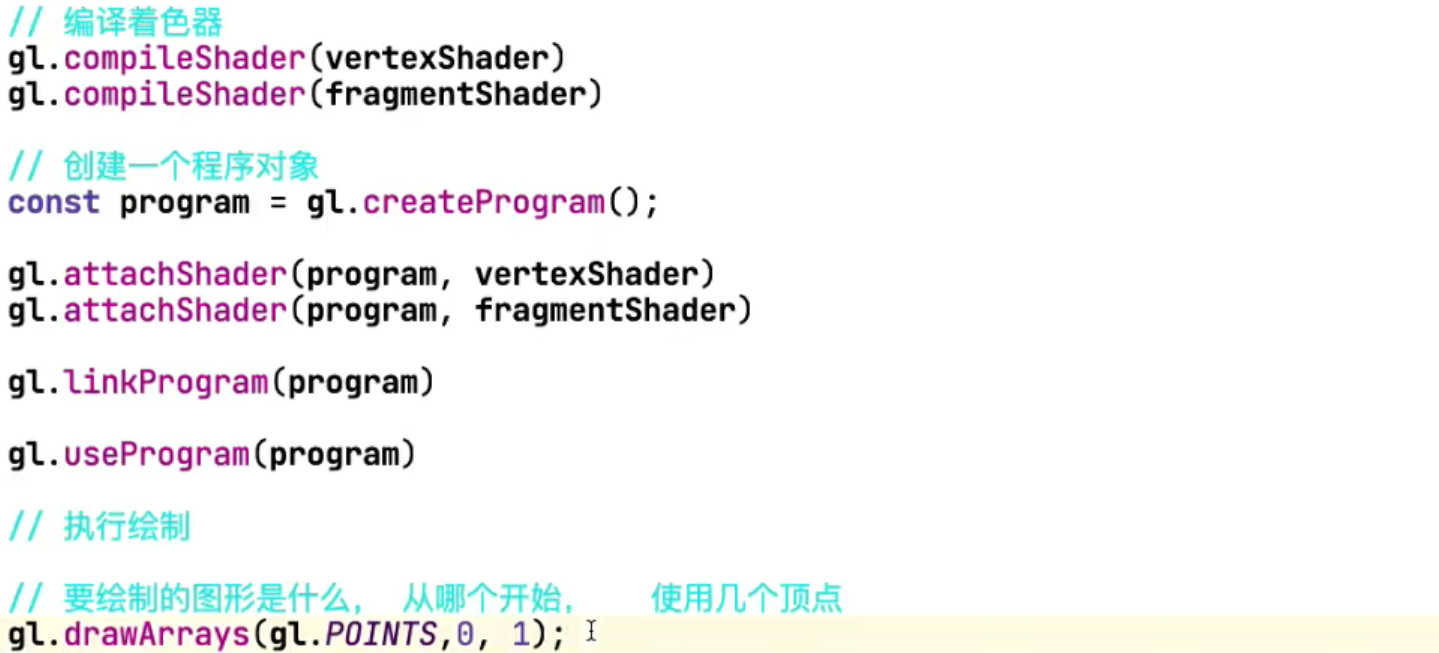 // 编译着色器
gl.compileShader(vertexShader)
gl.compileShader(fragmentShader)
// 创建一个程序对象
const program = gl.createProgram();
gl.attachShader(program, vertexShader)
gl.attachShader(program, fragmentShader)
gl.linkProgram(program)
gl.useProgram(program)
// 执行绘制
// 要绘制的图形是什么， 从哪个开始， 使用几个顶点
gl.drawArrays(gl.POINTS,0, 1);